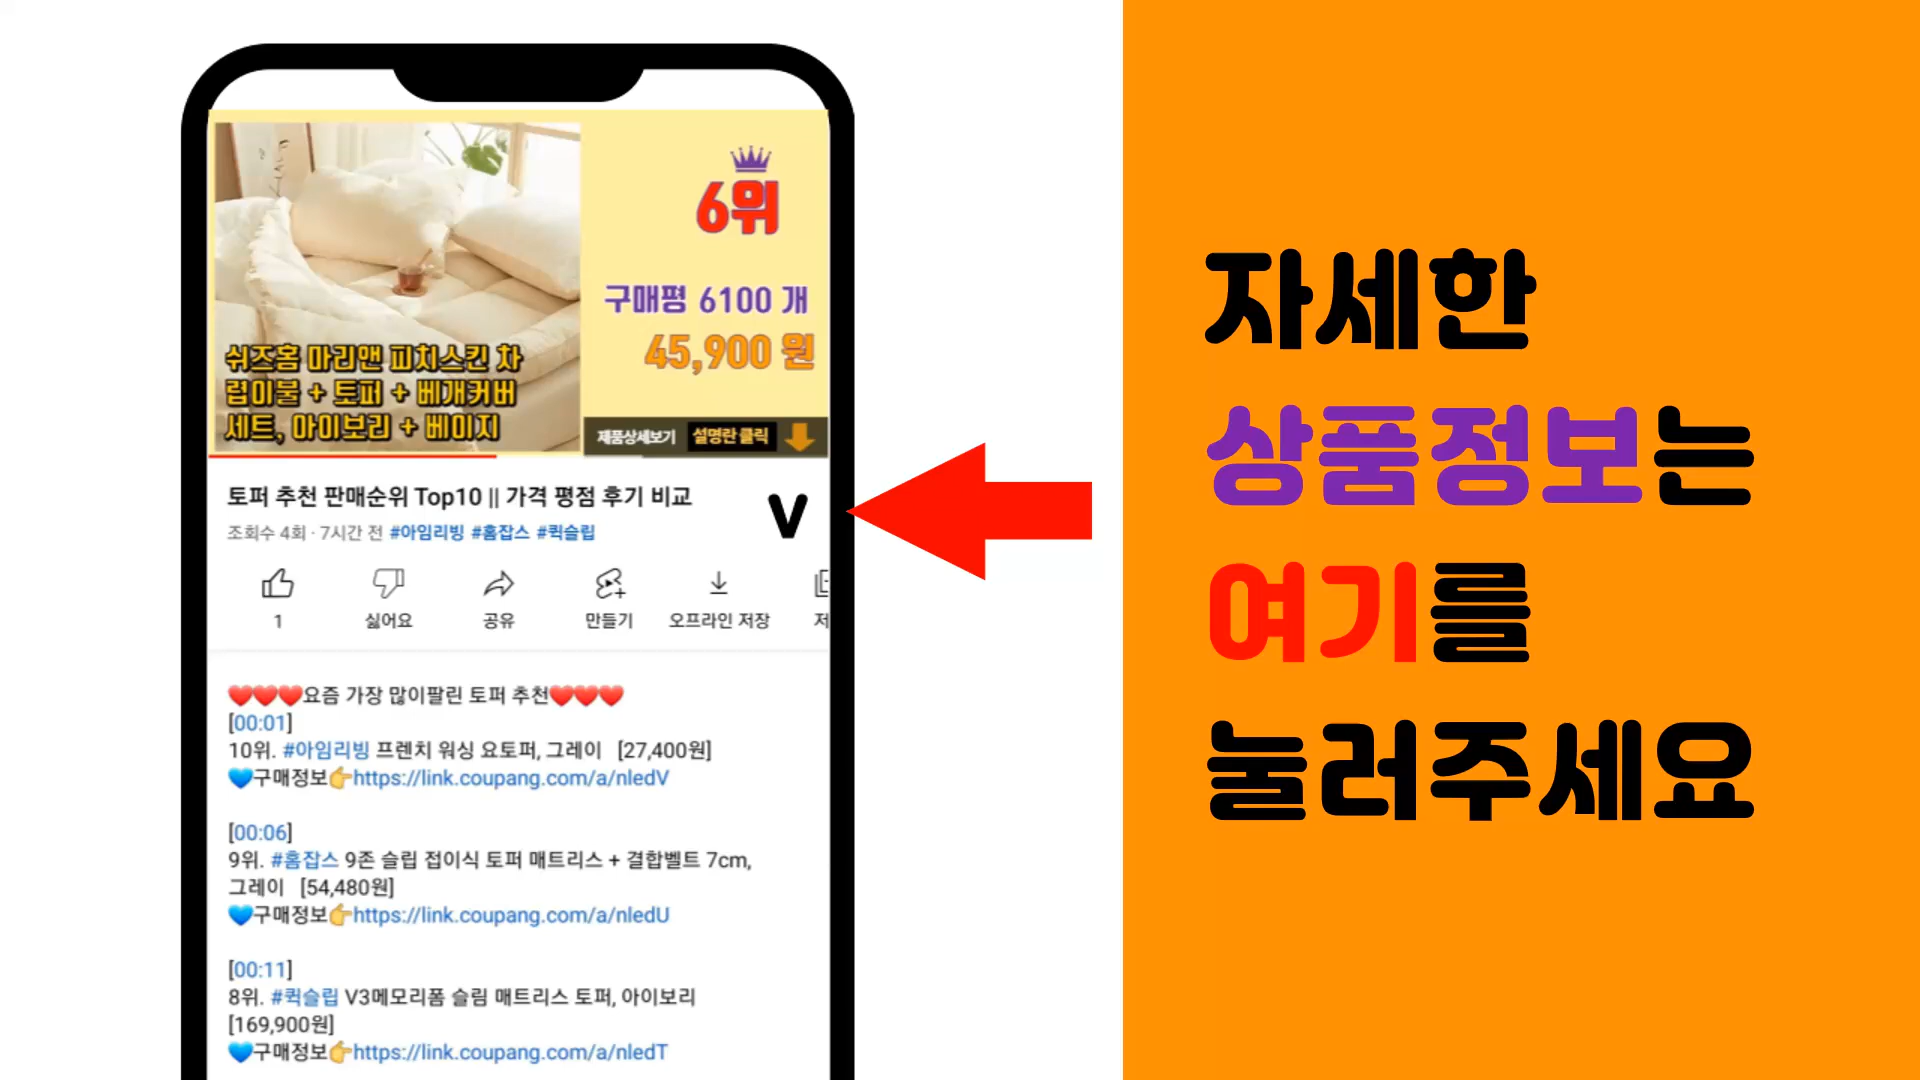 6위
구매평 6100 개
45,900 원
쉬즈홈 마리앤 피치스킨 차
렵이불 + 토퍼 + 베개커버
세트, 아이보리 + 베이지
제품상세보기 설명란 클릭
토퍼 추천 판매순위 Top10 || 가격 평점 후기 비교
V
조회수 4회 · 7시간 전 #아임리빙 #홈잡스 #퀵슬립
1 싫어요 공유 만들기 오프라인 저장 저
❤️❤️❤️요즘 가장 많이팔린 토퍼 추천❤️❤️❤️
[00:01]
10위. #아임리빙 프렌치 워싱 요토퍼, 그레이 [27,400원]
💙구매정보👉https://link.coupang.com/a/nledV
[00:06]
9위. #홈잡스 9존 슬립 접이식 토퍼 매트리스 + 결합벨트 7cm,
그레이 [54,480원]
💙구매정보👉https://link.coupang.com/a/nledU
[00:11]
8위. #퀵슬립 V3메모리폼 슬림 매트리스 토퍼, 아이보리
[169,900원]
💙구매정보👉https://link.coupang.com/a/nledT
자세한
상품정보는
여기를
눌러주세요